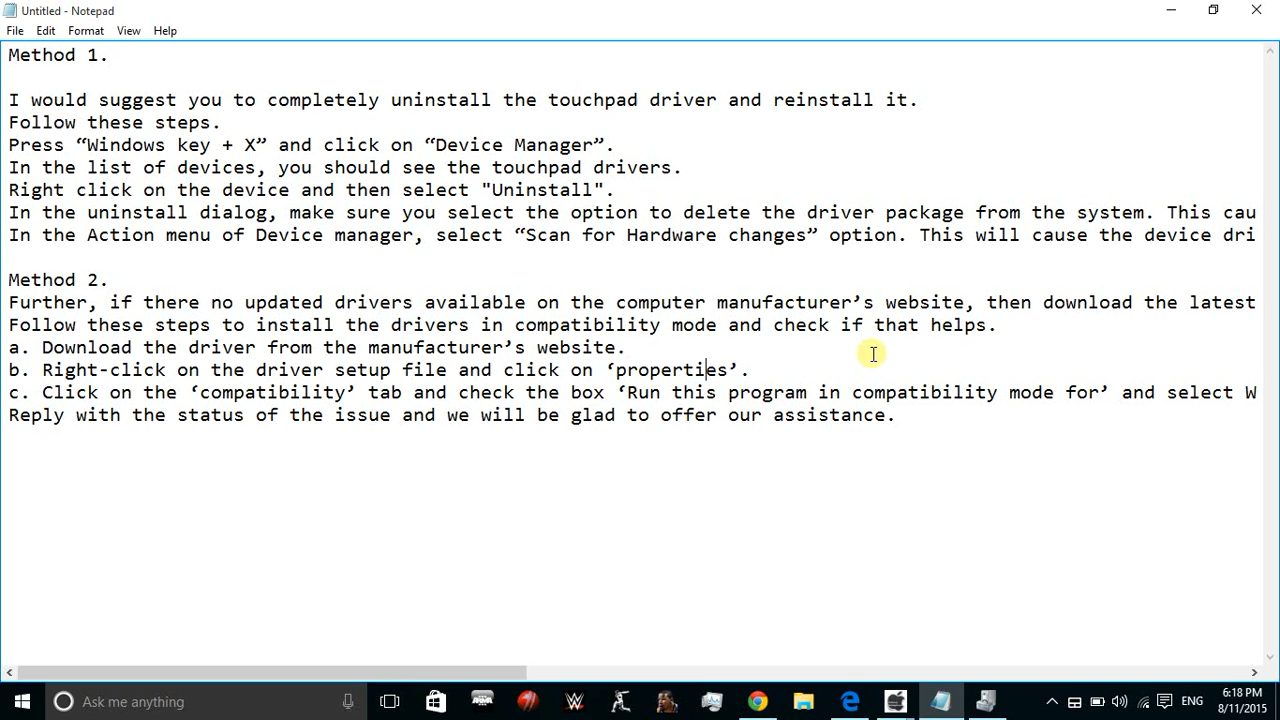 Untitled - Notepad
File Edit Format View Help
Method 1.
I would suggest you to completely uninstall the touchpad driver and reinstall it.
Follow these steps.
Press “Windows key + X” and click on “Device Manager”.
In the list of devices, you should see the touchpad drivers.
Right click on the device and then select "Uninstall".
In the uninstall dialog, make sure you select the option to delete the driver package from the system. This cau
In the Action menu of Device manager, select “Scan for Hardware changes” option. This will cause the device dri
Method 2.
Further, if there no updated drivers available on the computer manufacturer’s website, then download the latest
Follow these steps to install the drivers in compatibility mode and check if that helps.
a. Download the driver from the manufacturer’s website.
b. Right-click on the driver setup file and click on ‘properties’.
c. Click on the ‘compatibility’ tab and check the box ‘Run this program in compatibility mode for’ and select W
Reply with the status of the issue and we will be glad to offer our assistance.
Ask me anything
ENG
6:18 PM
8/11/2015